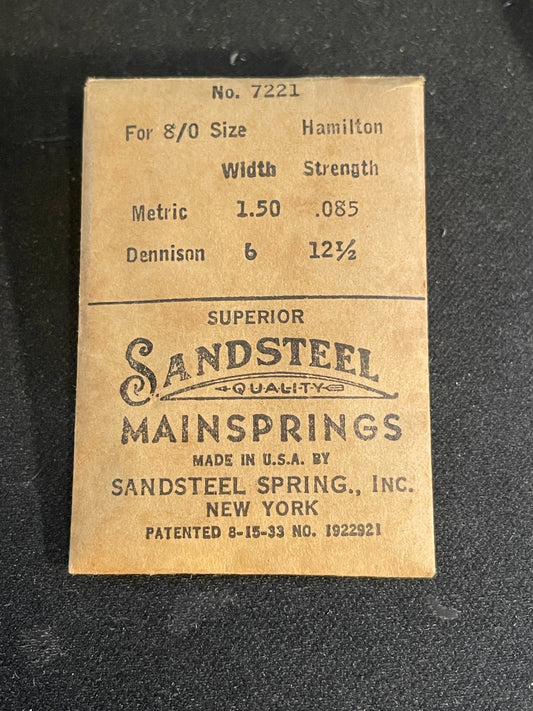 No. 7221
For 8/0 Size Hamilton
Width Strength
Metric 1.50 .085
Dennison 6 12½
SUPERIOR
SANDSTEEL
QUALITY
MAINSPRINGS
MADE IN U.S.A. BY
SANDSTEEL SPRING., INC.
NEW YORK
PATENTED 8-15-33 NO. 1922921